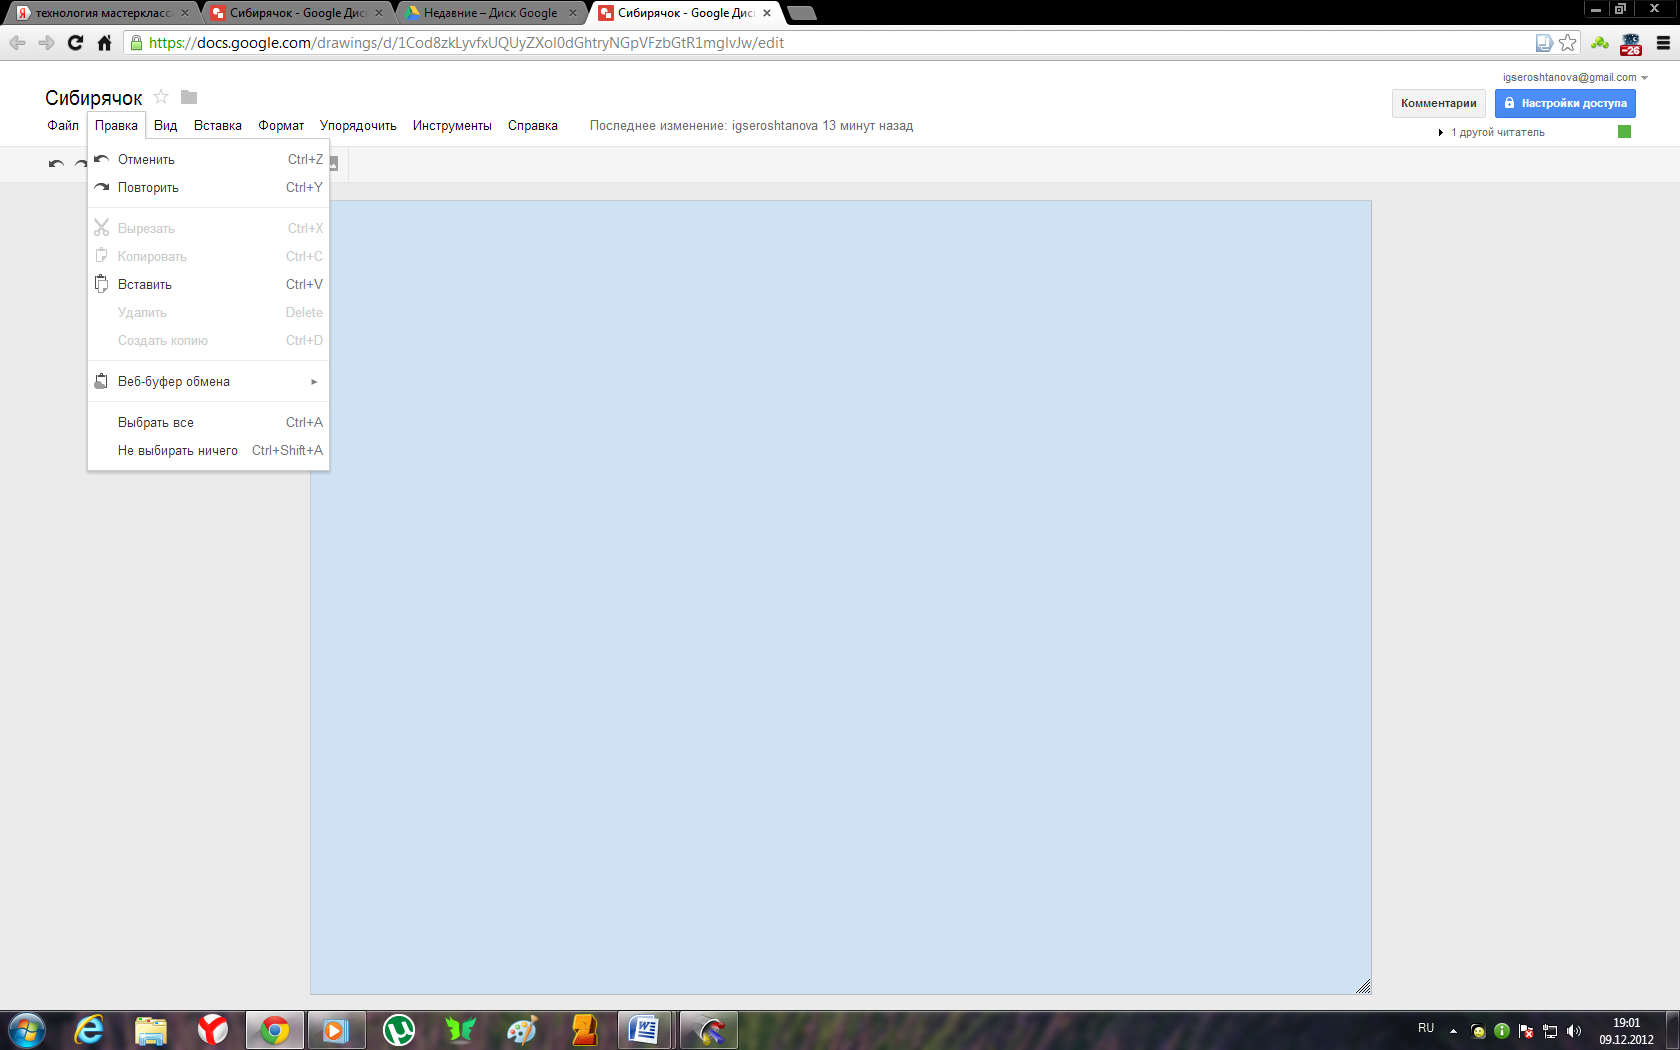 технология мастеркласс
Сибирячок - Google Дис
Недавние – Диск Google
Сибирячок - Google Дис
https://docs.google.com/drawings/d/1Cod8zkLyvfxUQUyZXoI0dGhtryNGpVFzbGtR1mglvJw/edit
-26
igseroshtanova@gmail.com
Сибирячок
Комментарии
Настройки доступа
Файл Правка Вид Вставка Формат Упорядочить Инструменты Справка Последнее изменение: igseroshtanova 13 минут назад
1 другой читатель
Отменить Ctrl+Z
Повторить Ctrl+Y
Вырезать Ctrl+X
Копировать Ctrl+C
Вставить Ctrl+V
Удалить Delete
Создать копию Ctrl+D
Веб-буфер обмена
Выбрать все Ctrl+A
Не выбирать ничего Ctrl+Shift+A
RU
19:01
09.12.2012